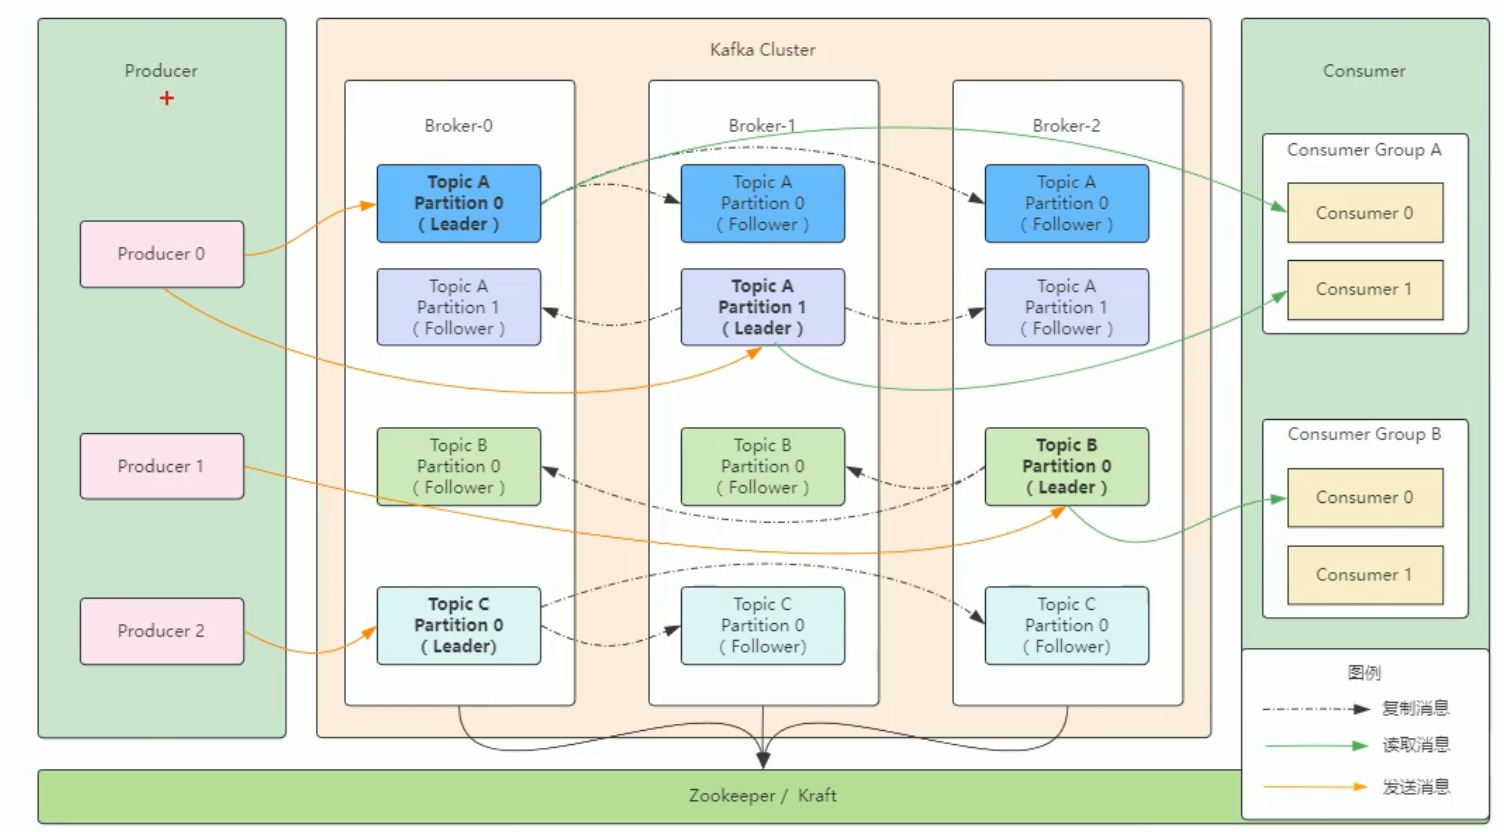 Producer
Producer 0
Producer 1
Producer 2
Kafka Cluster
Broker-0
Topic A
Partition 0
( Leader )
Topic A
Partition 1
( Follower )
Topic B
Partition 0
( Follower )
Topic C
Partition 0
( Leader)
Broker-1
Topic A
Partition 0
( Follower )
Topic A
Partition 1
( Leader )
Topic B
Partition 0
( Follower )
Topic C
Partition 0
( Follower)
Broker-2
Topic A
Partition 0
( Follower )
Topic A
Partition 1
( Follower )
Topic B
Partition 0
( Leader )
Topic C
Partition 0
( Follower)
Consumer
Consumer Group A
Consumer 0
Consumer 1
Consumer Group B
Consumer 0
Consumer 1
图例
复制消息
读取消息
发送消息
Zookeeper / Kraft